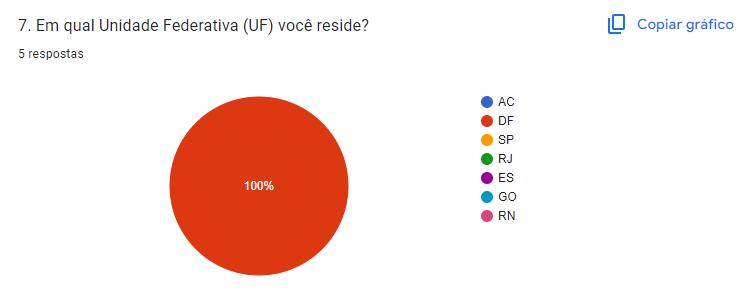 7. Em qual Unidade Federativa (UF) você reside?
Copiar gráfico
5 respostas
100%
AC
DF
SP
RJ
ES
GO
RN